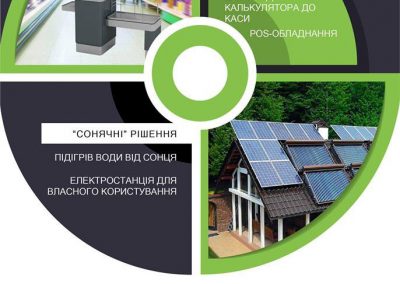 КАЛЬКУЛЯТОРА ДО
КАСИ
POS-ОБЛАДНАННЯ
"СОНЯЧНІ" РІШЕННЯ
ПІДІГРІВ ВОДИ ВІД СОНЦЯ
ЕЛЕКТРОСТАНЦІЯ ДЛЯ
ВЛАСНОГО КОРИСТУВАННЯ